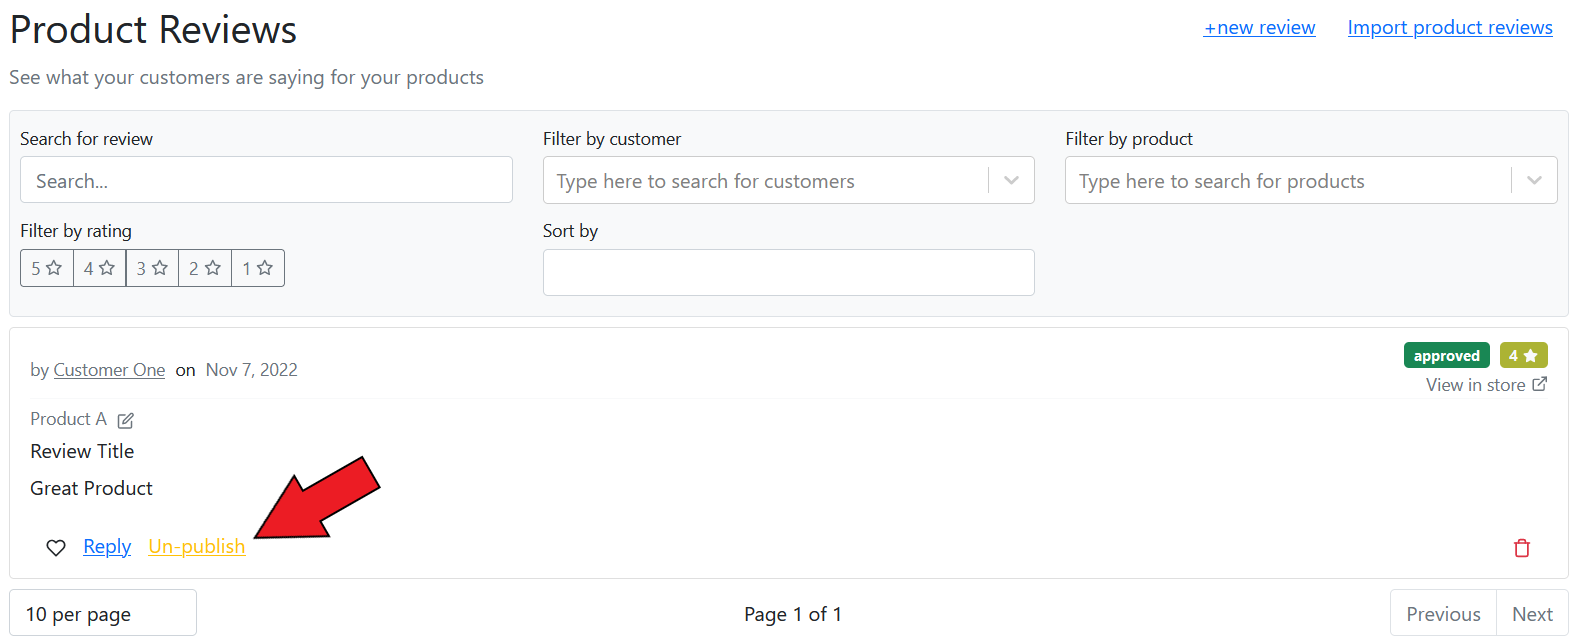 Product Reviews
+new review Import product reviews
See what your customers are saying for your products
Search for review Filter by customer Filter by product
Search... Type here to search for customers Type here to search for products
Filter by rating Sort by
5 4 3 2 1
by Customer One on Nov 7, 2022 approved 4
View in store
Product A
Review Title
Great Product
Reply Un-publish
10 per page Page 1 of 1 Previous Next